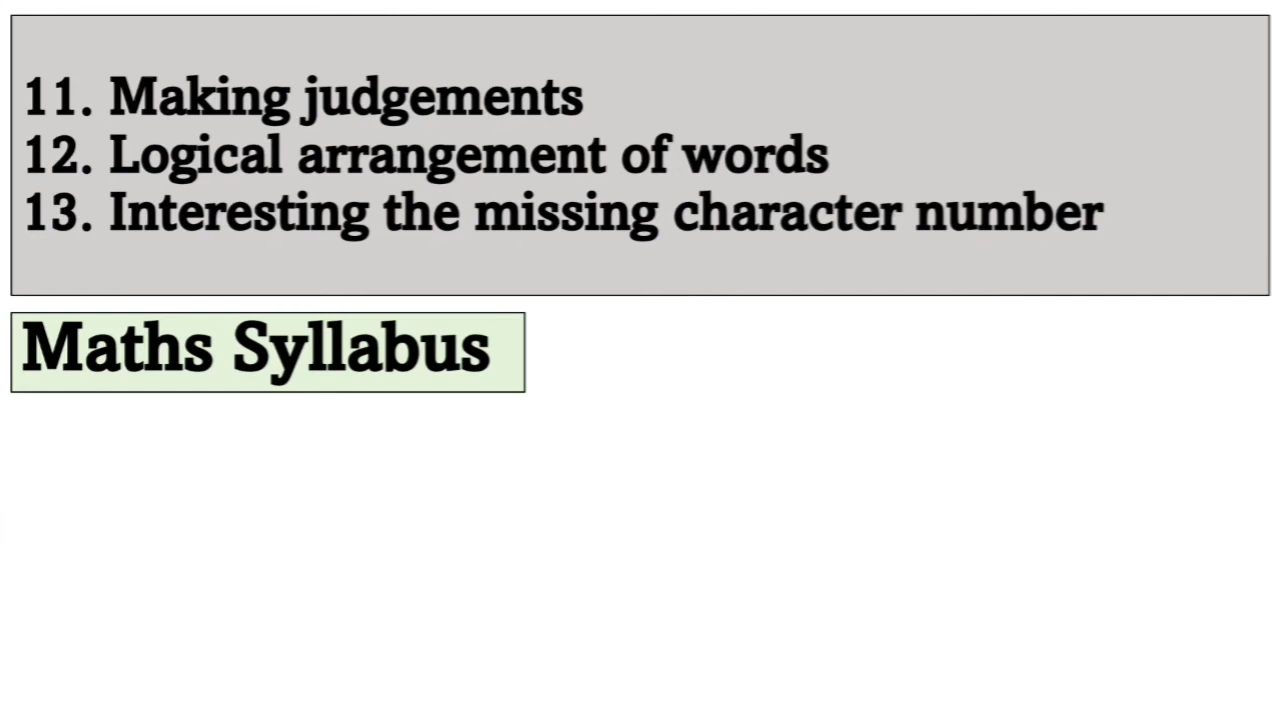 11. Making judgements
12. Logical arrangement of words
13. Interesting the missing character number
Maths Syllabus